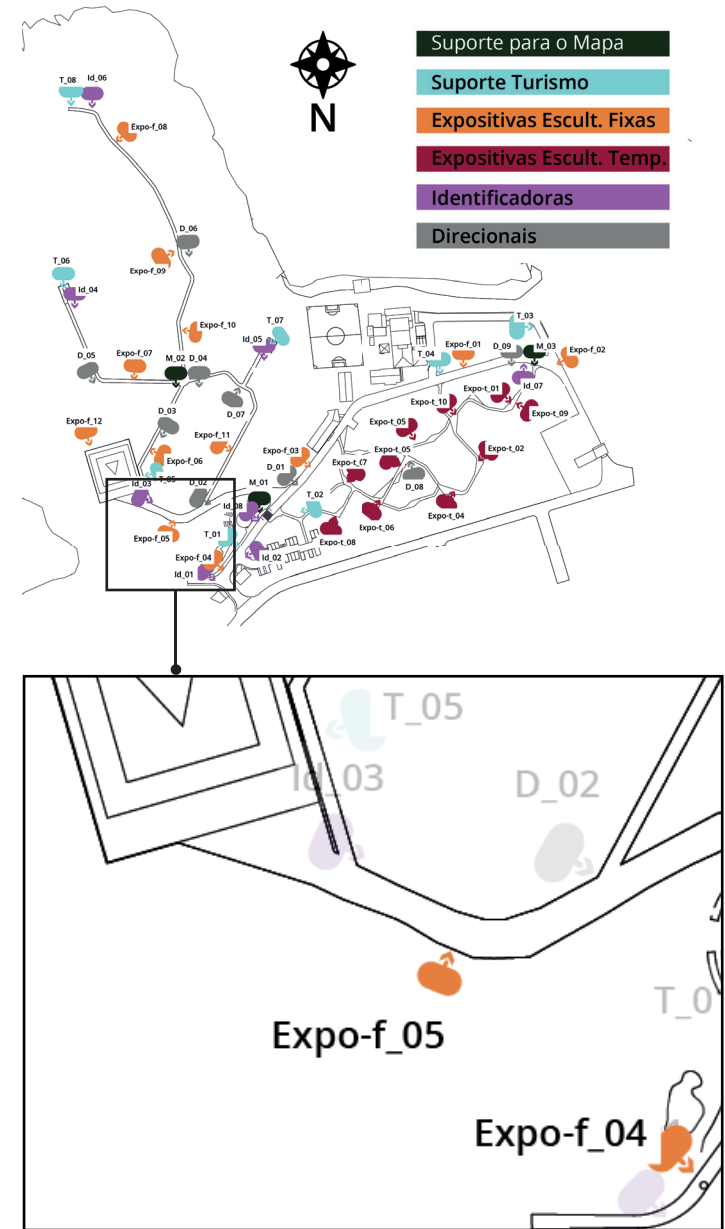 Suporte para o Mapa
Suporte Turismo
Expositivas Escult. Fixas
Expositivas Escult. Temp.
Identificadoras
Direcionais
N
T_08
Id_06
Expo-f_08
D_06
Expo-f_09
T_06
Id_04
Expo-f_10
T_07
Id_05
T_03
D_05
Expo-f_07
M_02
D_04
T_04
Expo-f_01
D_09
M_03
Expo-f_02
Id_07
D_07
Expo-t_10
Expo-t_01
Expo-t_09
D_03
Expo-f_12
Expo-f_11
Expo-t_05
Expo-f_06
T_05
Expo-f_03
D_01
Expo-t_05
Expo-t_02
Expo-t_07
D_08
Id_03
D_02
M_01
Id_08
T_02
Expo-t_04
Expo-t_06
Expo-t_08
Expo-f_05
T_01
Expo-f_04
Id_02
Id_01
T_05
Id_03
D_02
Expo-f_05
T_0
Expo-f_04